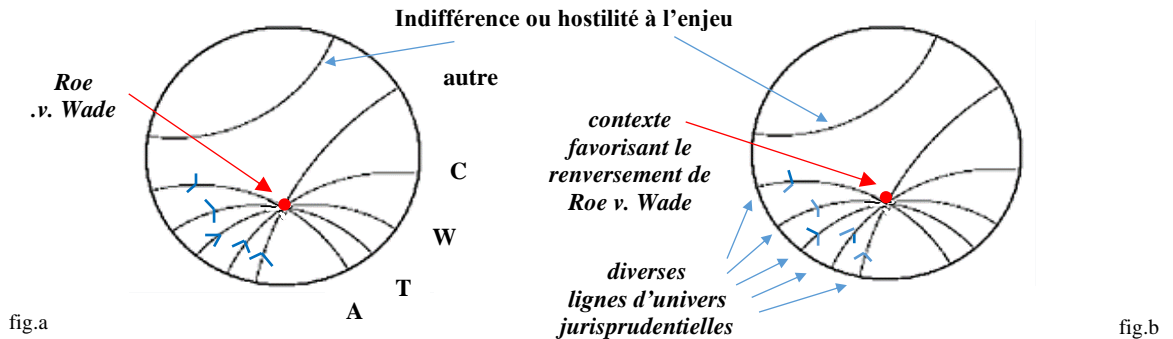 Indifférence ou hostilité à l’enjeu
autre
Roe
.v. Wade
C
W
T
A
fig.a
contexte
favorisant le
renversement de
Roe v. Wade
diverses
lignes d’univers
jurisprudentielles
fig.b